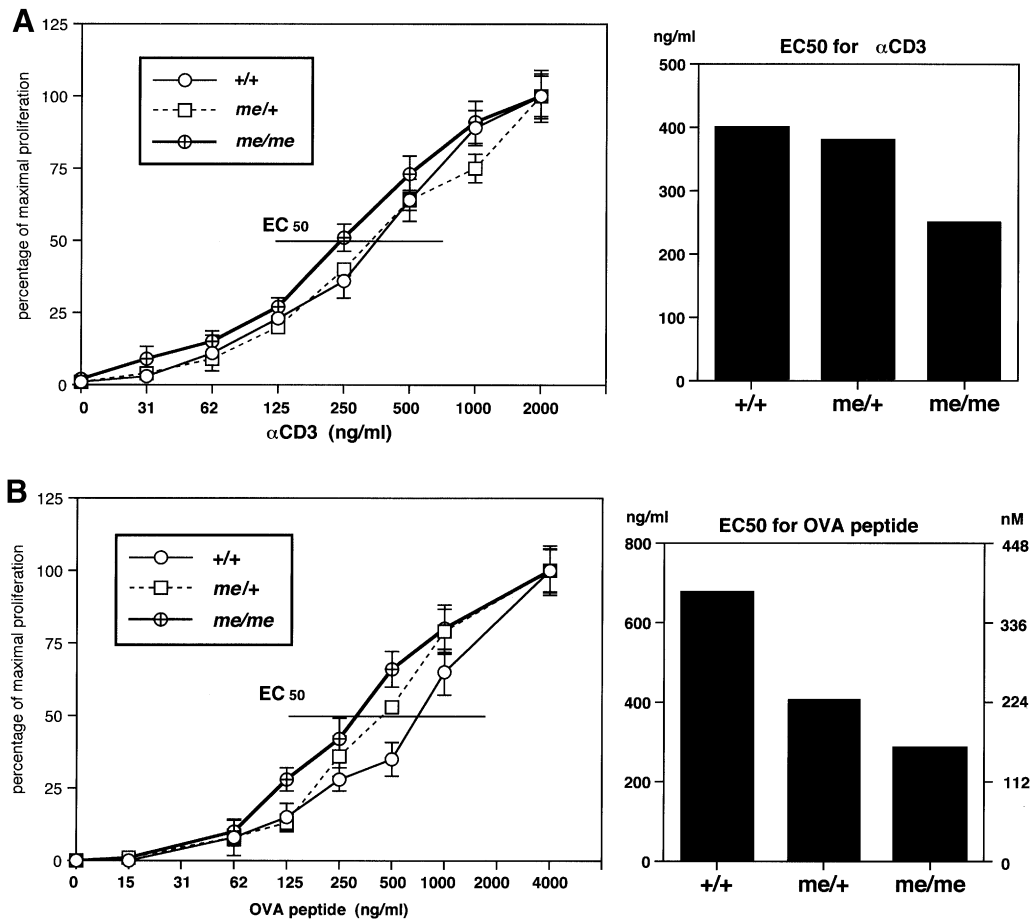 A
125
100
75
50
25
0
percentage of maximal proliferation
+/+
me/+
me/me
EC 50
0 31 62 125 250 500 1000 2000
αCD3 (ng/ml)
ng/ml
EC50 for αCD3
500
400
300
200
100
0
+/+ me/+ me/me
B
125
100
75
50
25
0
percentage of maximal proliferation
+/+
me/+
me/me
EC 50
0 15 31 62 125 250 500 1000 2000 4000
OVA peptide (ng/ml)
ng/ml
EC50 for OVA peptide
nM
800
600
400
200
0
448
336
224
112
0
+/+ me/+ me/me